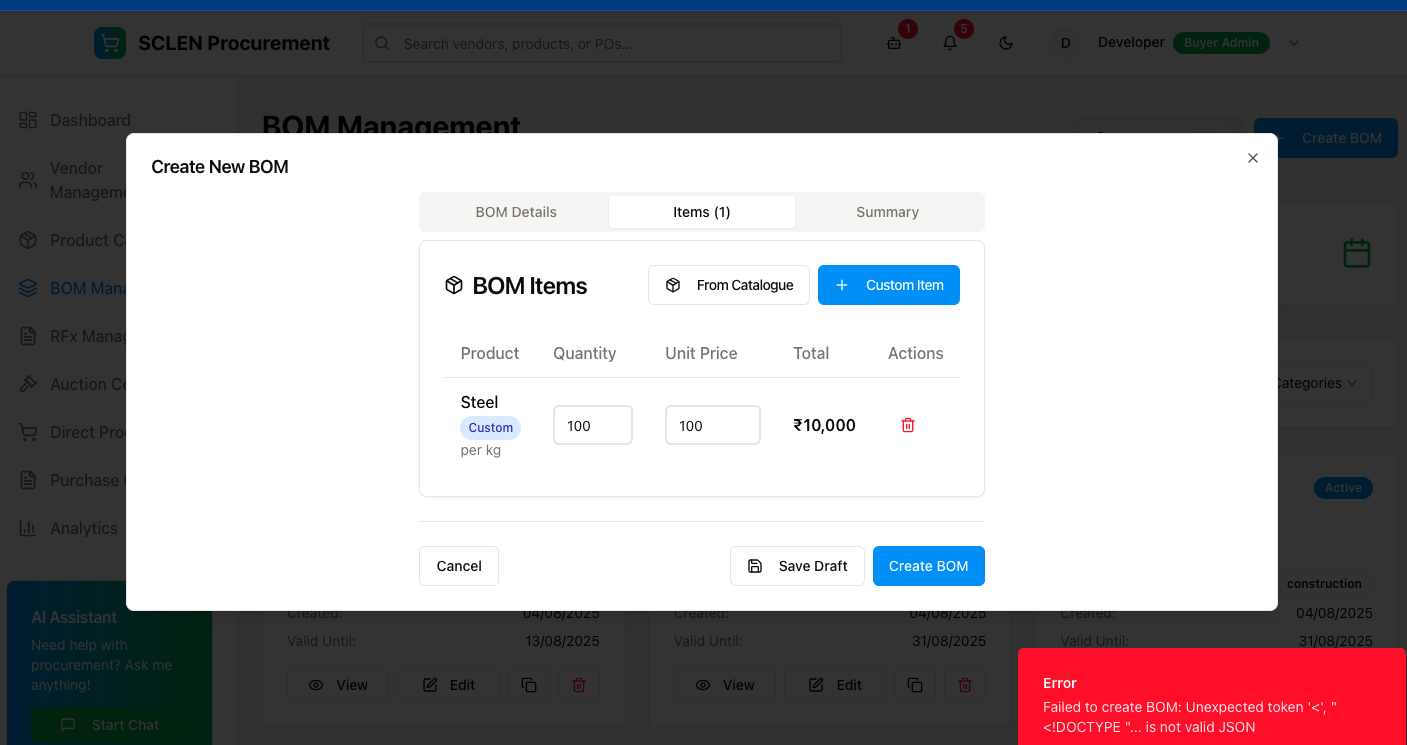 SCLEN Procurement
Search vendors, products, or POs...
1
5
D
Developer
Buyer Admin
Dashboard
Vendor
Manageme
Product C
BOM Mana
RFx Manag
Auction Ce
Direct Pro
Purchase
Analytics
AI Assistant
Need help with
procurement? Ask me
anything!
Start Chat
BOM Management
Create BOM
Categories
Active
construction
Create New BOM
BOM Details
Items (1)
Summary
BOM Items
From Catalogue
Custom Item
Product
Quantity
Unit Price
Total
Actions
Steel
Custom
per kg
100
100
₹10,000
Cancel
Save Draft
Create BOM
Created:
04/08/2025
Valid Until:
13/08/2025
View
Edit
Created:
04/08/2025
Valid Until:
31/08/2025
View
Edit
Created:
04/08/2025
Valid Until:
31/08/2025
Error
Failed to create BOM: Unexpected token '<', "
<!DOCTYPE "... is not valid JSON